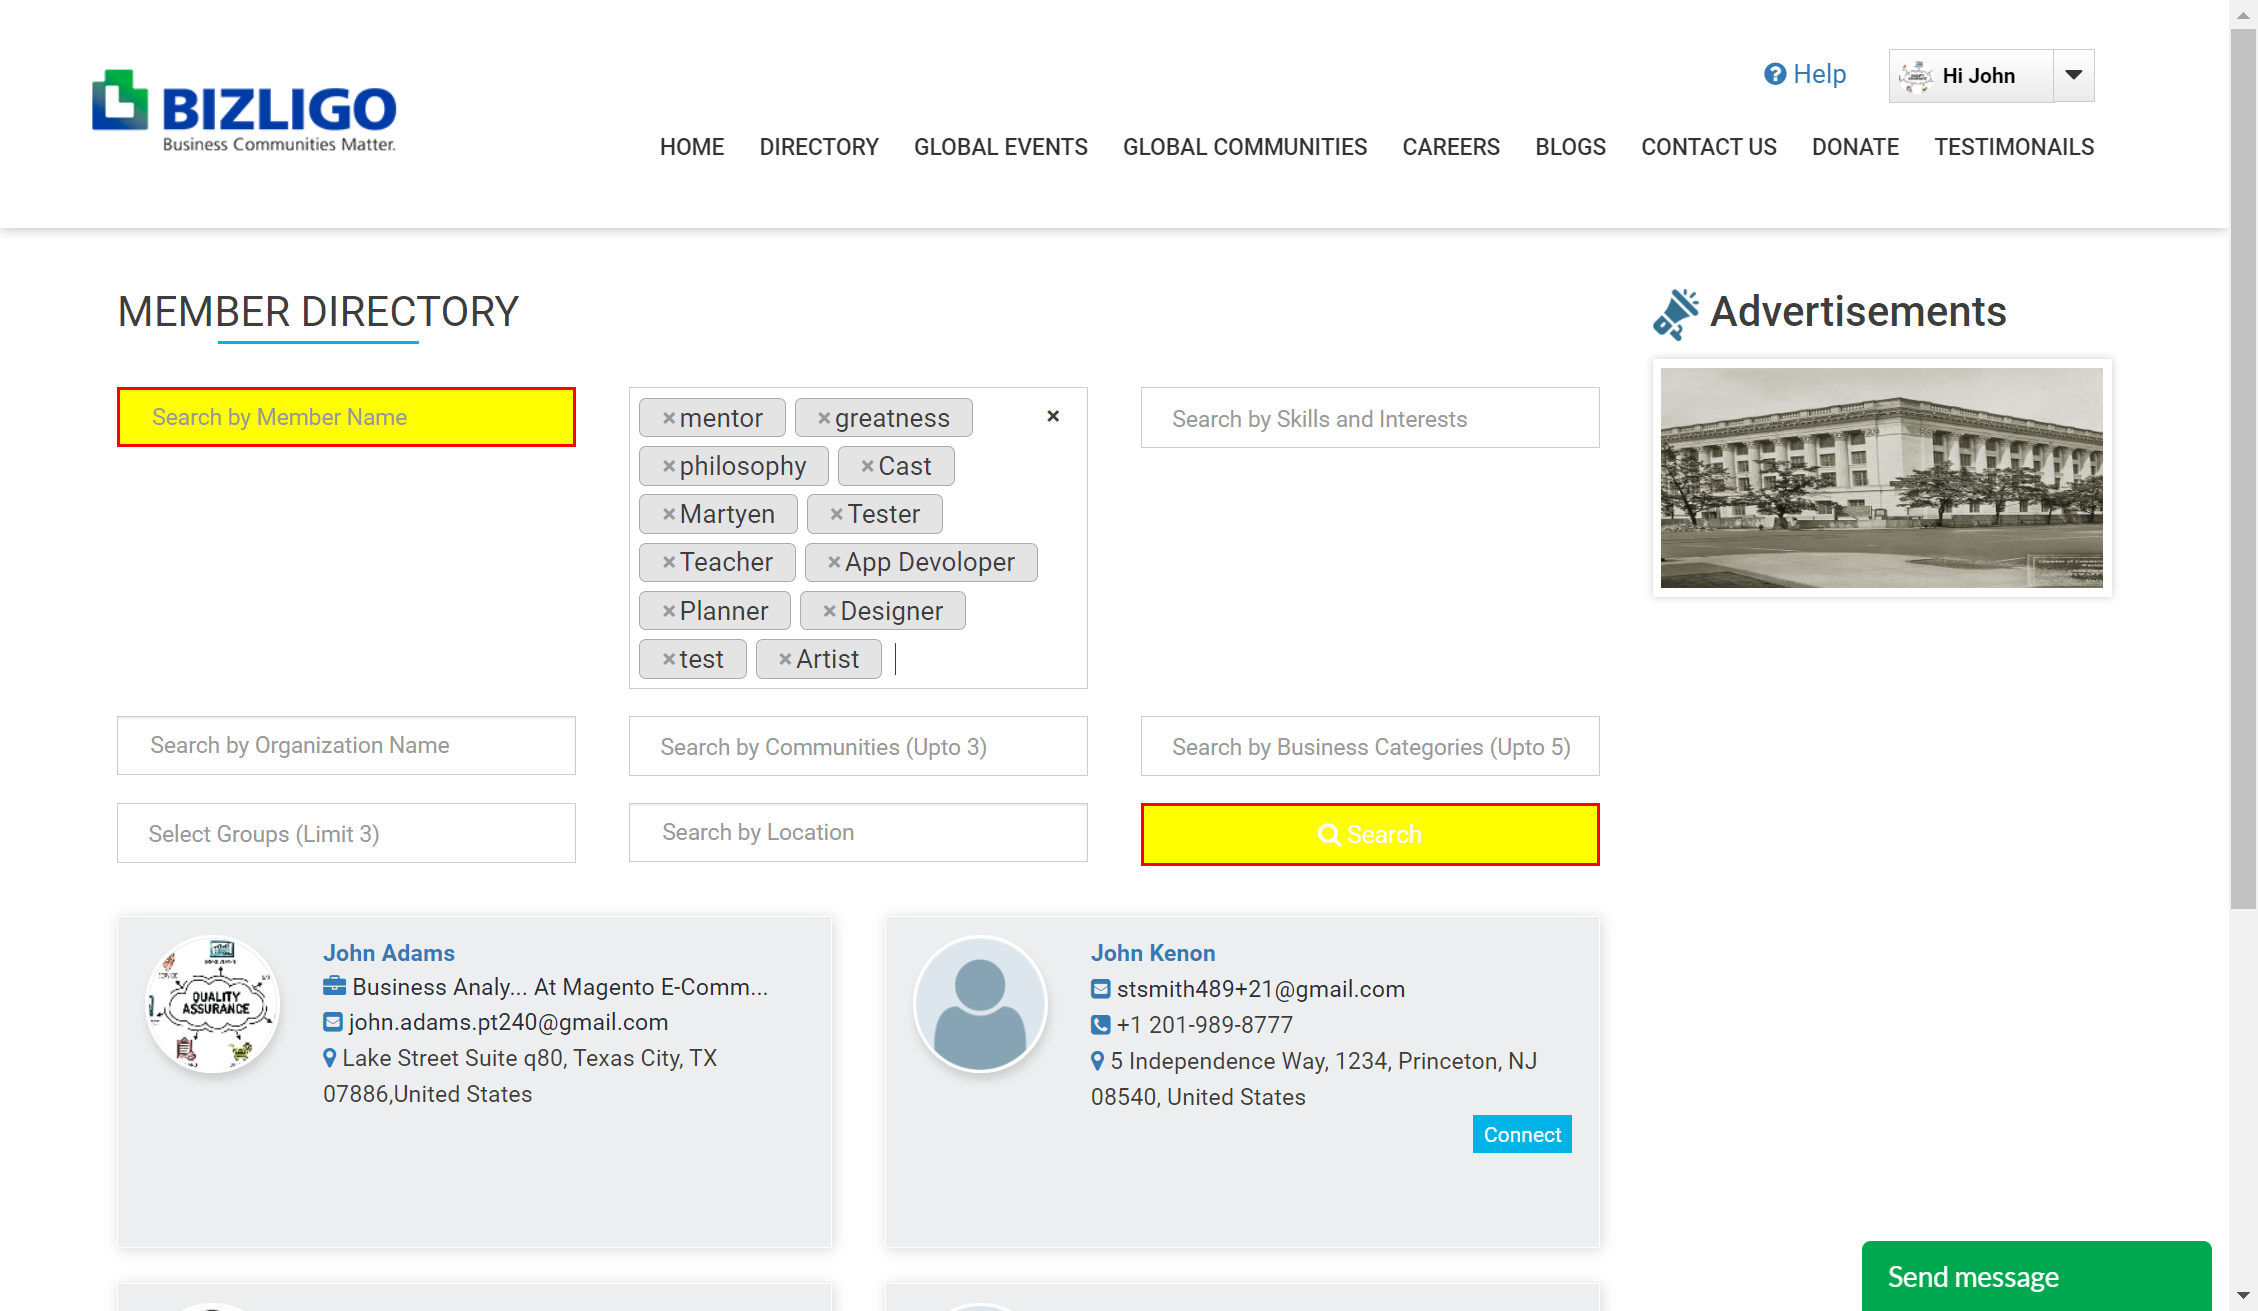 Help
Hi John
BIZLIGO
Business Communities Matter.
HOME DIRECTORY GLOBAL EVENTS GLOBAL COMMUNITIES CAREERS BLOGS CONTACT US DONATE TESTIMONAILS
MEMBER DIRECTORY
Advertisements
Search by Member Name
×mentor ×greatness ×
×philosophy ×Cast
×Martyen ×Tester
×Teacher ×App Devoloper
×Planner ×Designer
×test ×Artist
Search by Skills and Interests
Search by Organization Name
Search by Communities (Upto 3)
Search by Business Categories (Upto 5)
Select Groups (Limit 3)
Search by Location
Search
QUALITY
ASSURANCE
John Adams
Business Analy... At Magento E-Comm...
john.adams.pt240@gmail.com
Lake Street Suite q80, Texas City, TX
07886,United States
John Kenon
stsmith489+21@gmail.com
+1 201-989-8777
5 Independence Way, 1234, Princeton, NJ
08540, United States
Connect
Send message